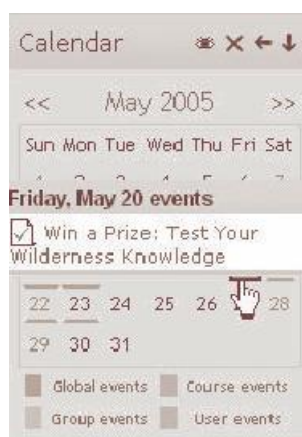 Calendar
<< May 2005 >>
Sun Mon Tue Wed Thu Fri Sat
Friday, May 20 events
Win a Prize: Test Your
Wilderness Knowledge
22 23 24 25 26 28
29 30 31
Global events Course events
Group events User events